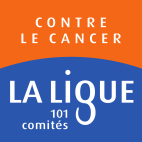 CONTRE
LE CANCER
LA LIGUE
101
comités